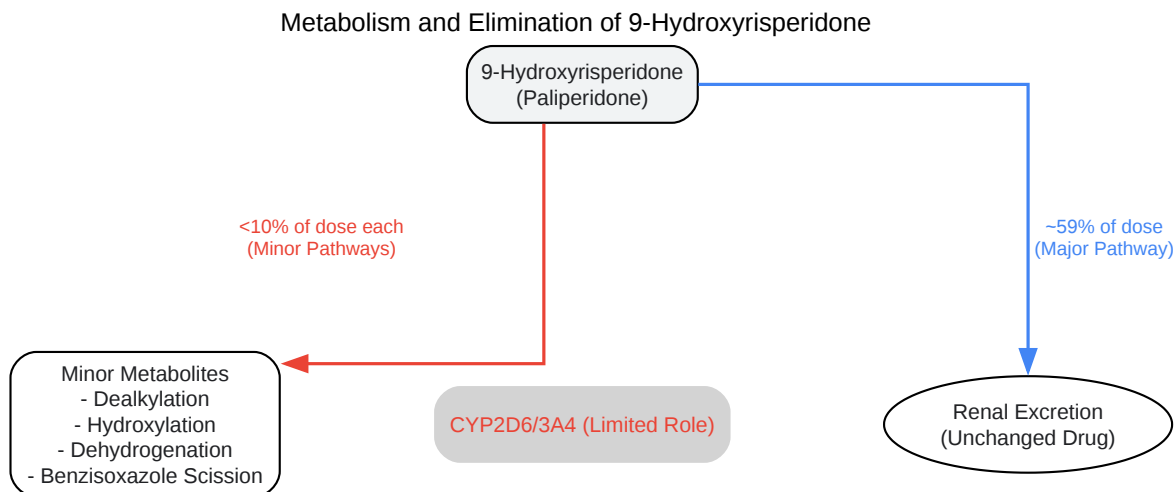 Metabolism and Elimination of 9-Hydroxyrisperidone
9-Hydroxyrisperidone
(Paliperidone)
<10% of dose each
(Minor Pathways)
~59% of dose
(Major Pathway)
Minor Metabolites
- Dealkylation
- Hydroxylation
- Dehydrogenation
- Benzisoxazole Scission
CYP2D6/3A4 (Limited Role)
Renal Excretion
(Unchanged Drug)